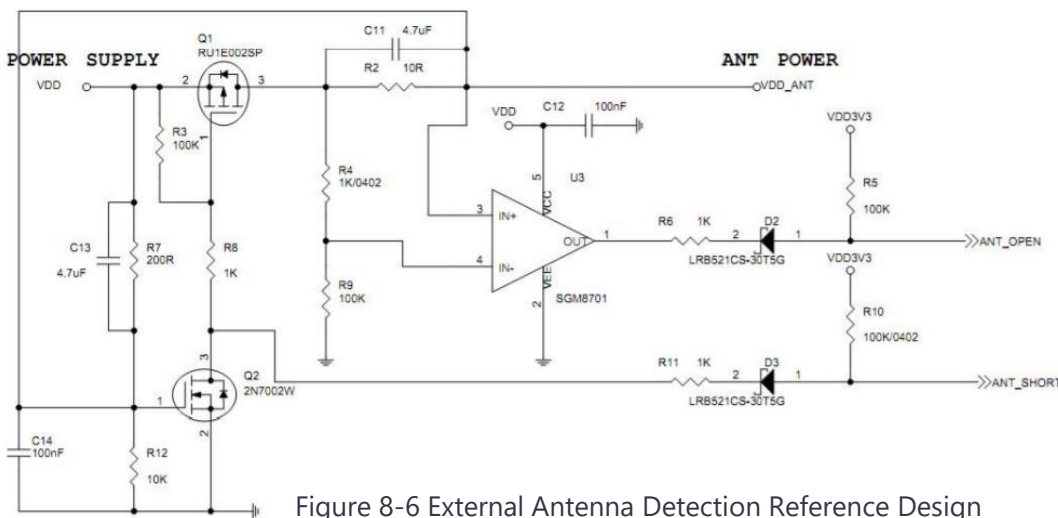 C11 4.7uF
Q1
RU1E002SP
POWER SUPPLY
R2 10R
ANT POWER
VDD
2
3
VDD_ANT
C12 100nF
VDD
VDD3V3
R3
100K
1
R4
1K/0402
5
VCC
U3
R5
100K
3 IN+
R6 1K
D2
C13
4.7uF
R7
200R
R8
1K
OUT
1
2
1
ANT_OPEN
4 IN-
VEE
LRB521CS-30T5G
VDD3V3
R9
100K
2
SGM8701
R10
100K/0402
3
Q2
2N7002W
R11 1K
D3
2
1
ANT_SHORT
LRB521CS-30T5G
1
2
C14
100nF
R12
10K
Figure 8-6 External Antenna Detection Reference Design